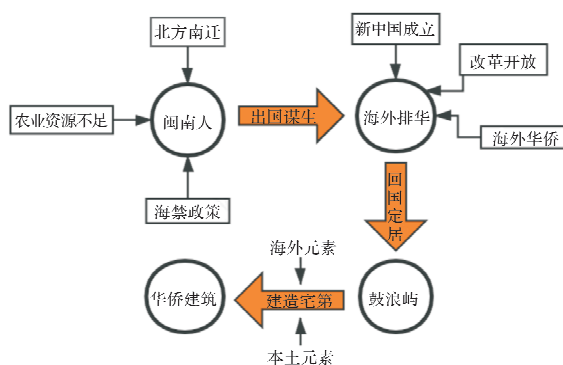 北方南迁
新中国成立
改革开放
农业资源不足
闽南人
出国谋生
海外排华
海外华侨
海禁政策
回国定居
海外元素
华侨建筑
建造宅第
鼓浪屿
本土元素